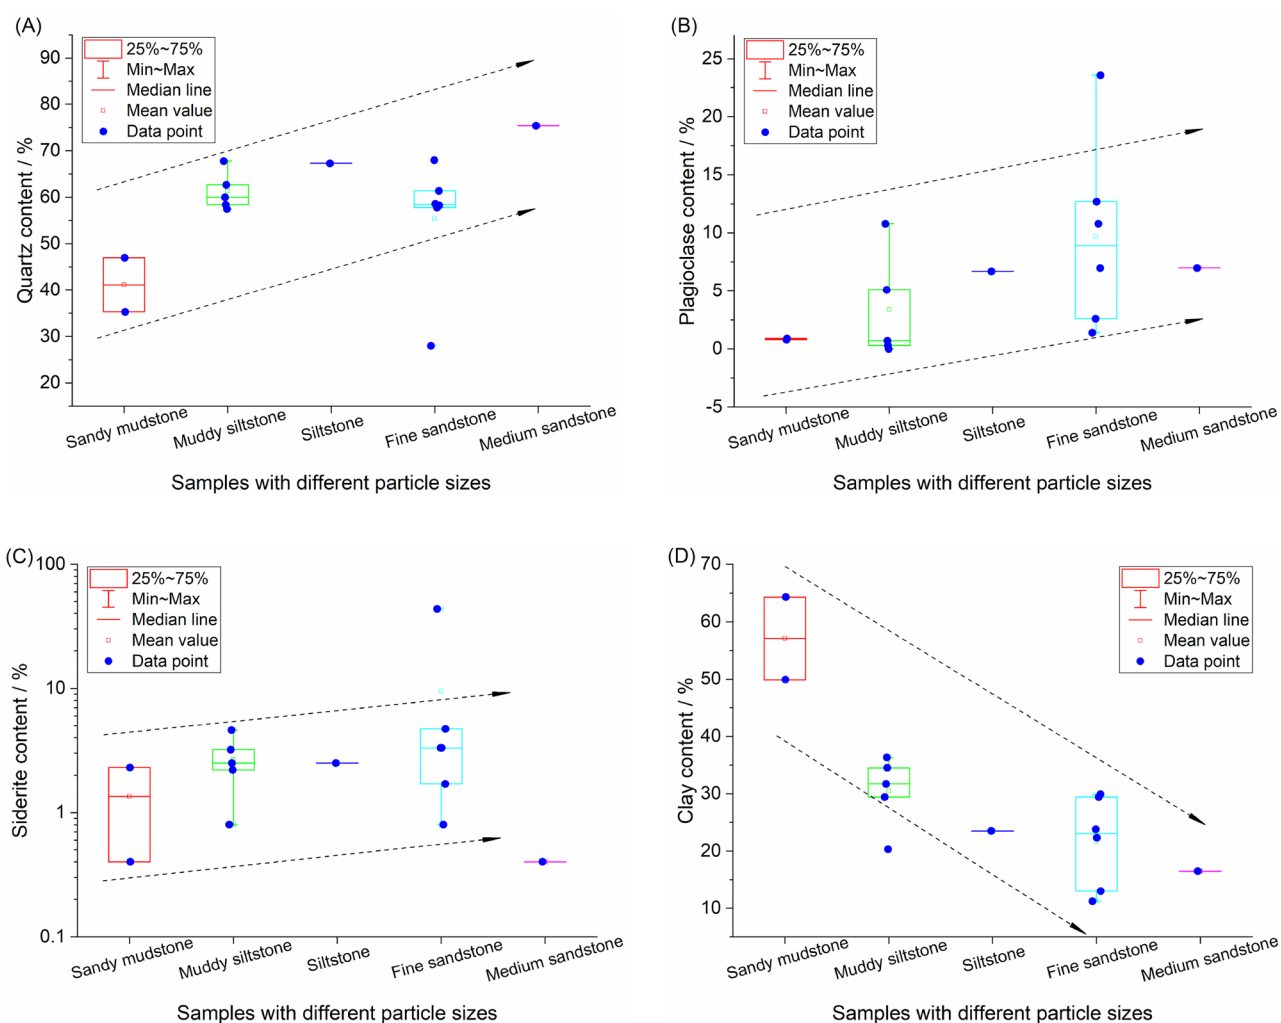 (A)
Quartz content / %
90
80
70
60
50
40
30
20
25%~75%
Min~Max
Median line
Mean value
Data point
Sandy mudstone
Muddy siltstone
Siltstone
Fine sandstone
Medium sandstone
Samples with different particle sizes
(B)
Plagioclase content / %
25
20
15
10
5
0
-5
25%~75%
Min~Max
Median line
Mean value
Data point
Sandy mudstone
Muddy siltstone
Siltstone
Fine sandstone
Medium sandstone
Samples with different particle sizes
(C)
Siderite content / %
100
10
1
0.1
25%~75%
Min~Max
Median line
Mean value
Data point
Sandy mudstone
Muddy siltstone
Siltstone
Fine sandstone
Medium sandstone
Samples with different particle sizes
(D)
Clay content / %
70
60
50
40
30
20
10
25%~75%
Min~Max
Median line
Mean value
Data point
Sandy mudstone
Muddy siltstone
Siltstone
Fine sandstone
Medium sandstone
Samples with different particle sizes